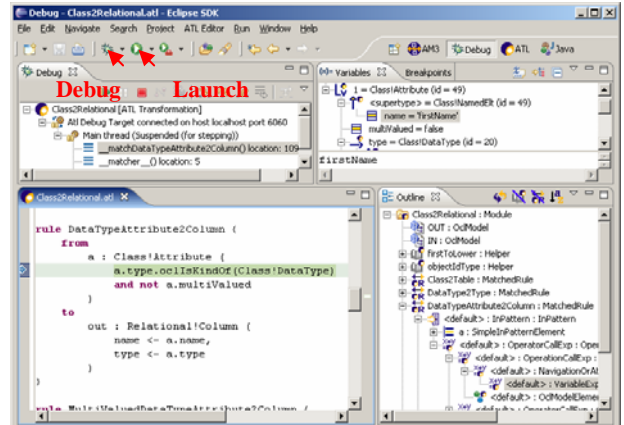 Debug - Class2Relational.atl - Eclipse SDK
File Edit Navigate Search Project ATL Editor Run Window Help
AM3 Debug ATL Java
Debug
Debug Launch
Class2Relational [ATL Transformation]
Atl Debug Target connected on host localhost port 6060
Main thread (Suspended (for stepping))
__matchDataTypeAttribute2Column() location: 109
__matcher__() location: 5
Variables Breakpoints
1 = Class!Attribute (id = 49)
<supertype> = Class!NamedElt (id = 49)
name = 'firstName'
multiValued = false
type = Class!DataType (id = 20)
firstName
Class2Relational.atl
rule DataTypeAttribute2Column {
from
a : Class!Attribute (
a.type.oclIsKindOf(Class!DataType)
and not a.multiValued
)
to
out : Relational!Column (
name <- a.name,
type <- a.type
)
}
rule MultiValuedDataTypeAttribute2Column {
Outline
Class2Relational : Module
OUT : OclModel
IN : OclModel
firstToLower : Helper
objectIdType : Helper
Class2Table : MatchedRule
DataType2Type : MatchedRule
DataTypeAttribute2Column : MatchedRule
<default> : InPattern : InPattern
a : SimpleInPatternElement
<default> : OperatorCallExp : Oper
<default> : OperationCallExp :
<default> : NavigationOrAt
<default> : VariableExp
<default> : OclModelElemen
<default> : OperatorCallExp : O